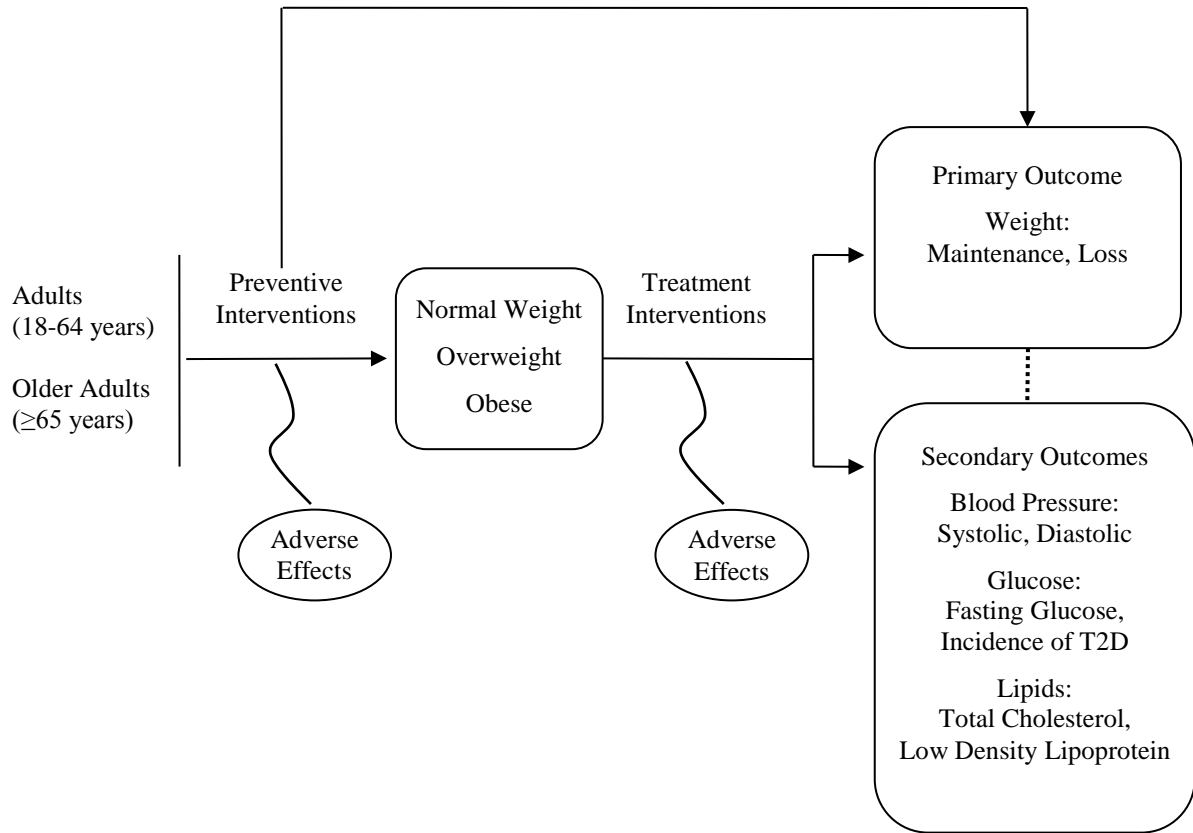 Adults
(18-64 years)
Older Adults
(≥65 years)
Preventive
Interventions
Adverse
Effects
Normal Weight
Overweight
Obese
Treatment
Interventions
Adverse
Effects
Primary Outcome
Weight:
Maintenance, Loss
Secondary Outcomes
Blood Pressure:
Systolic, Diastolic
Glucose:
Fasting Glucose,
Incidence of T2D
Lipids:
Total Cholesterol,
Low Density Lipoprotein